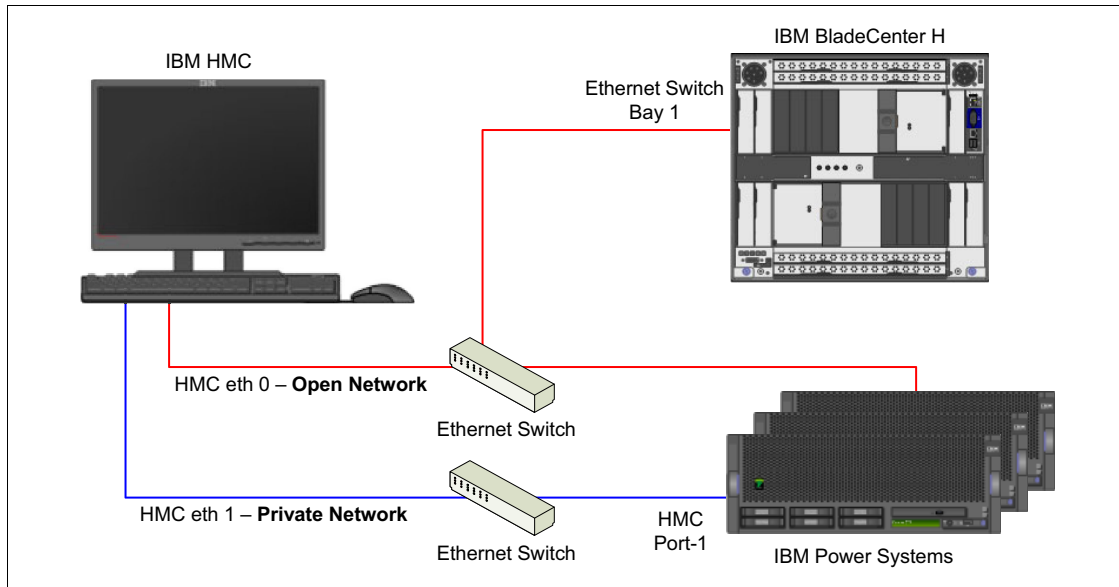 IBM HMC
IBM BladeCenter H
Ethernet Switch
Bay 1
HMC eth 0 – Open Network
Ethernet Switch
HMC eth 1 – Private Network
Ethernet Switch
HMC
Port-1
IBM Power Systems